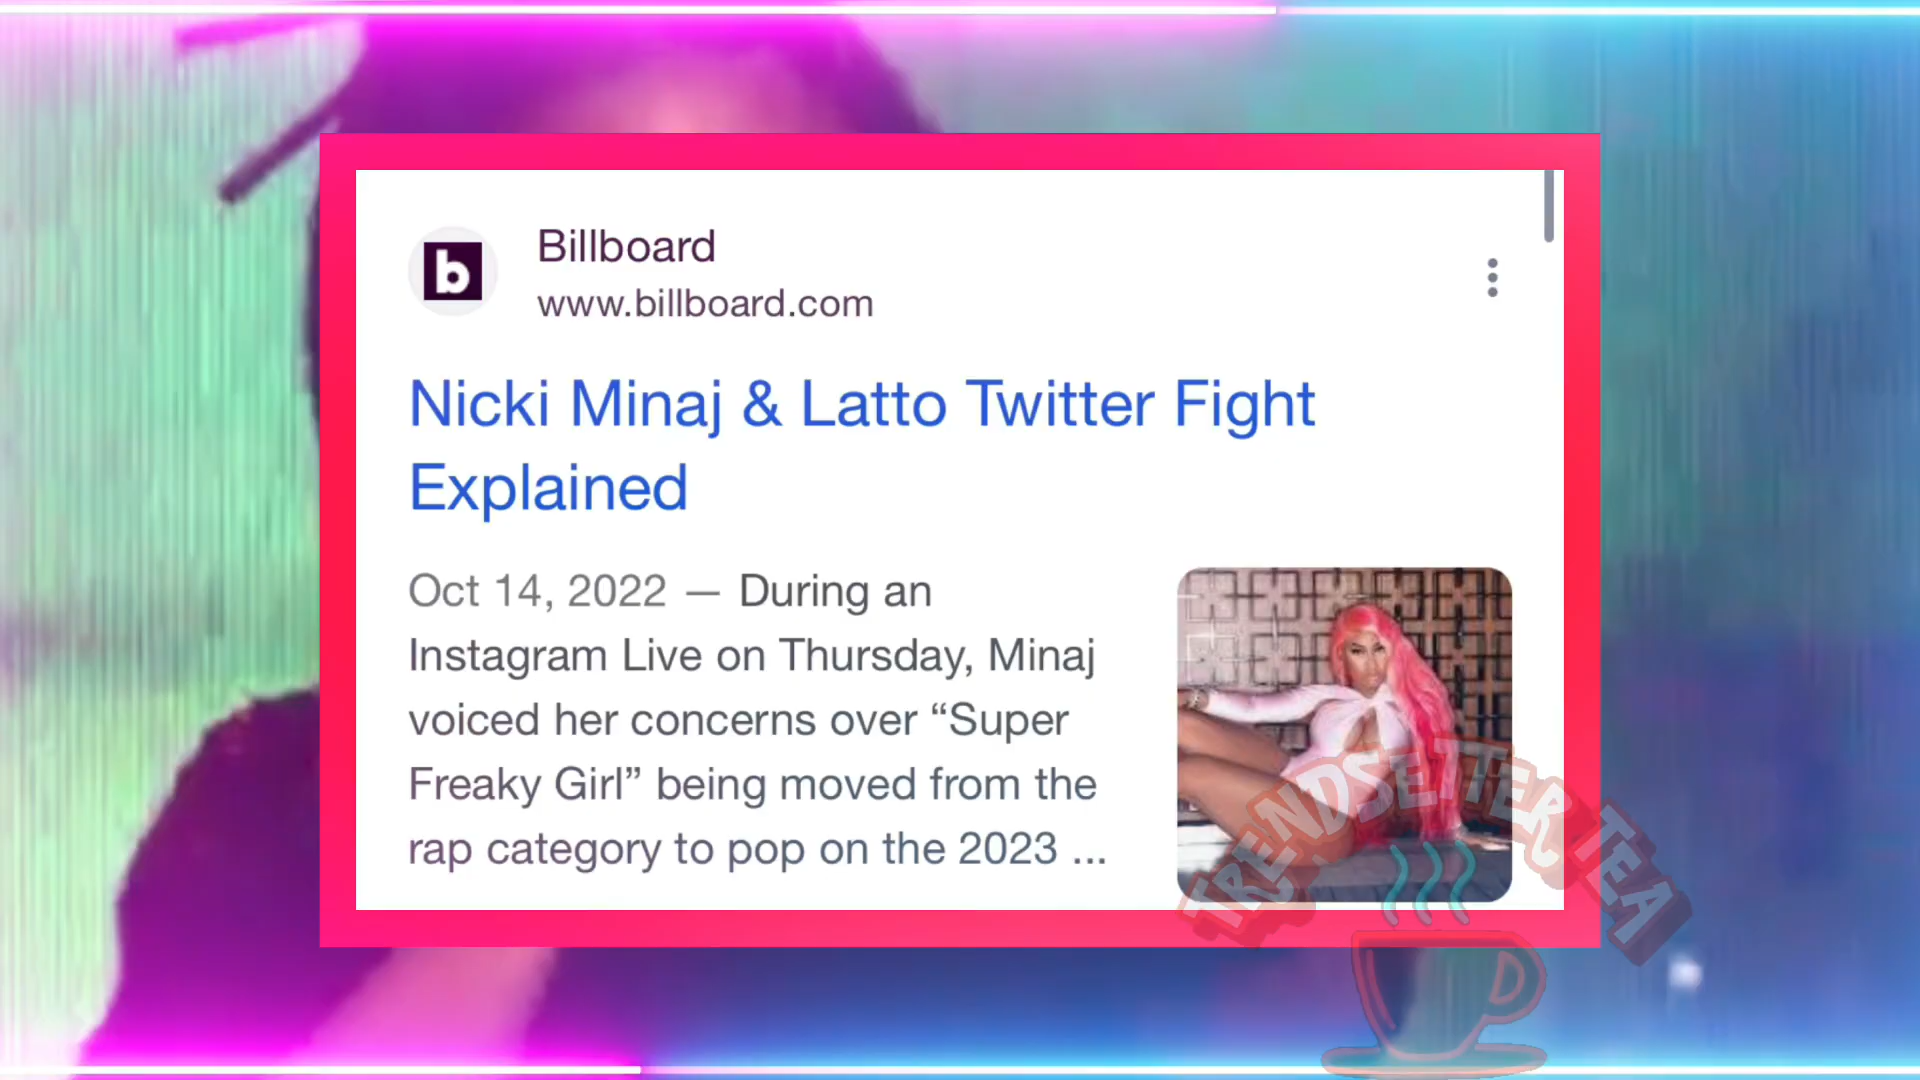 b
Billboard
www.billboard.com
Nicki Minaj & Latto Twitter Fight
Explained
Oct 14, 2022 — During an
Instagram Live on Thursday, Minaj
voiced her concerns over “Super
Freaky Girl” being moved from the
rap category to pop on the 2023 ...
TRENDSETTER TEA